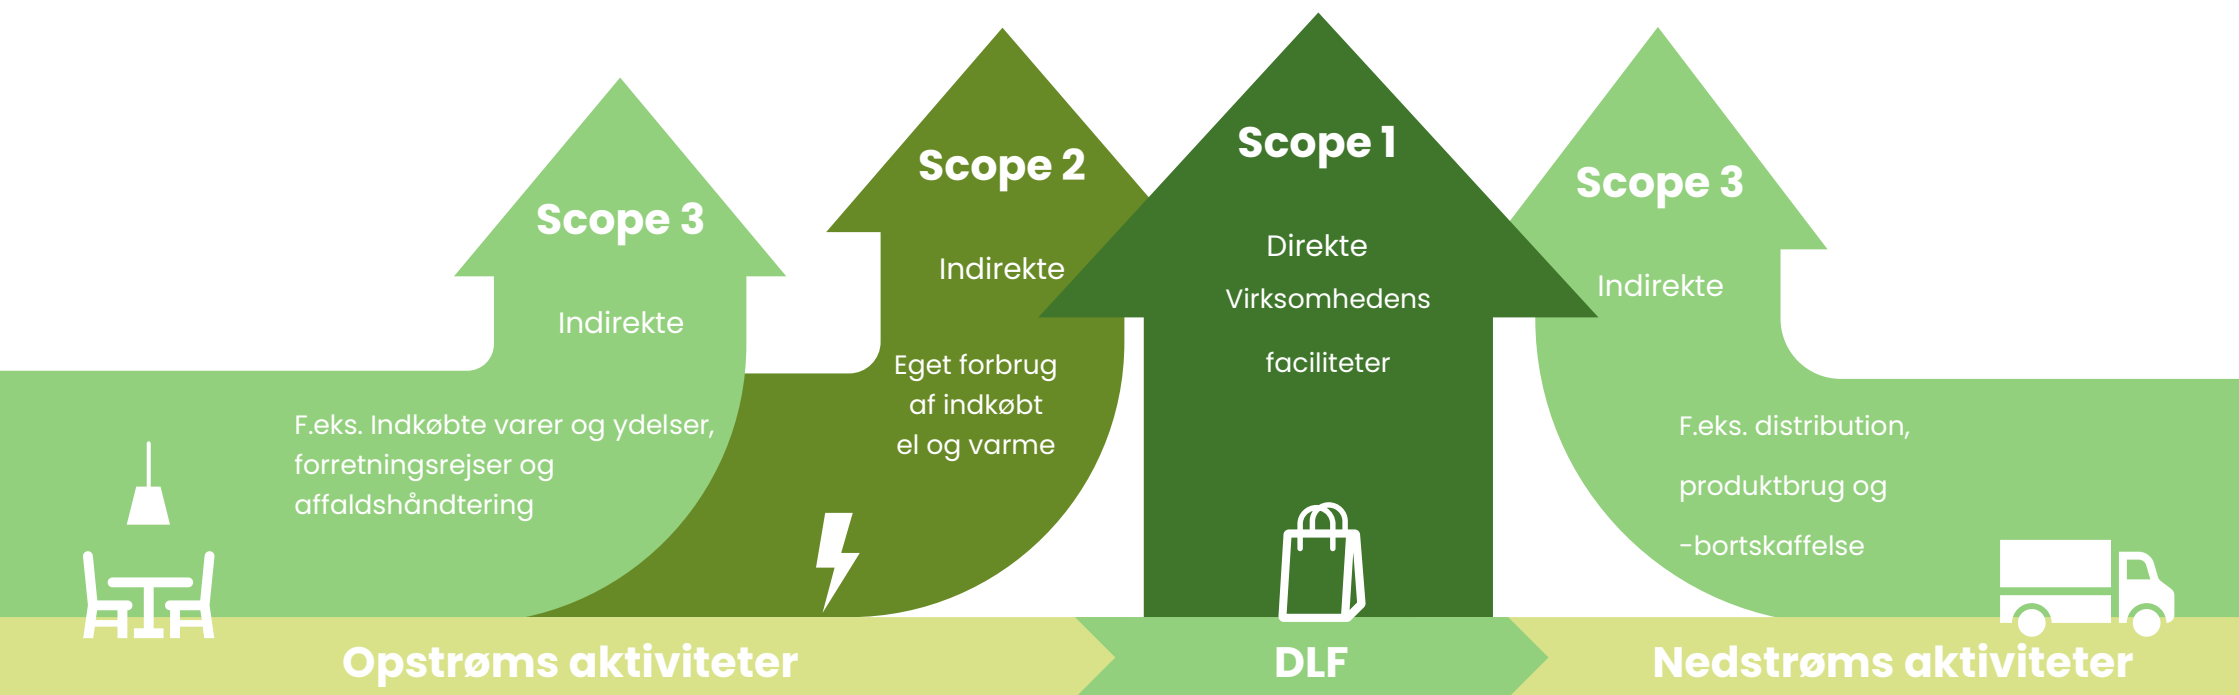 Scope 3
Indirekte
F.eks. Indkøbte varer og ydelser,
forretningsrejser og
affaldshåndtering
Scope 2
Indirekte
Eget forbrug
af indkøbt
el og varme
Scope 1
Direkte
Virksomhedens
faciliteter
Scope 3
Indirekte
F.eks. distribution,
produktbrug og
-bortskaffelse
Opstrøms aktiviteter
DLF
Nedstrøms aktiviteter